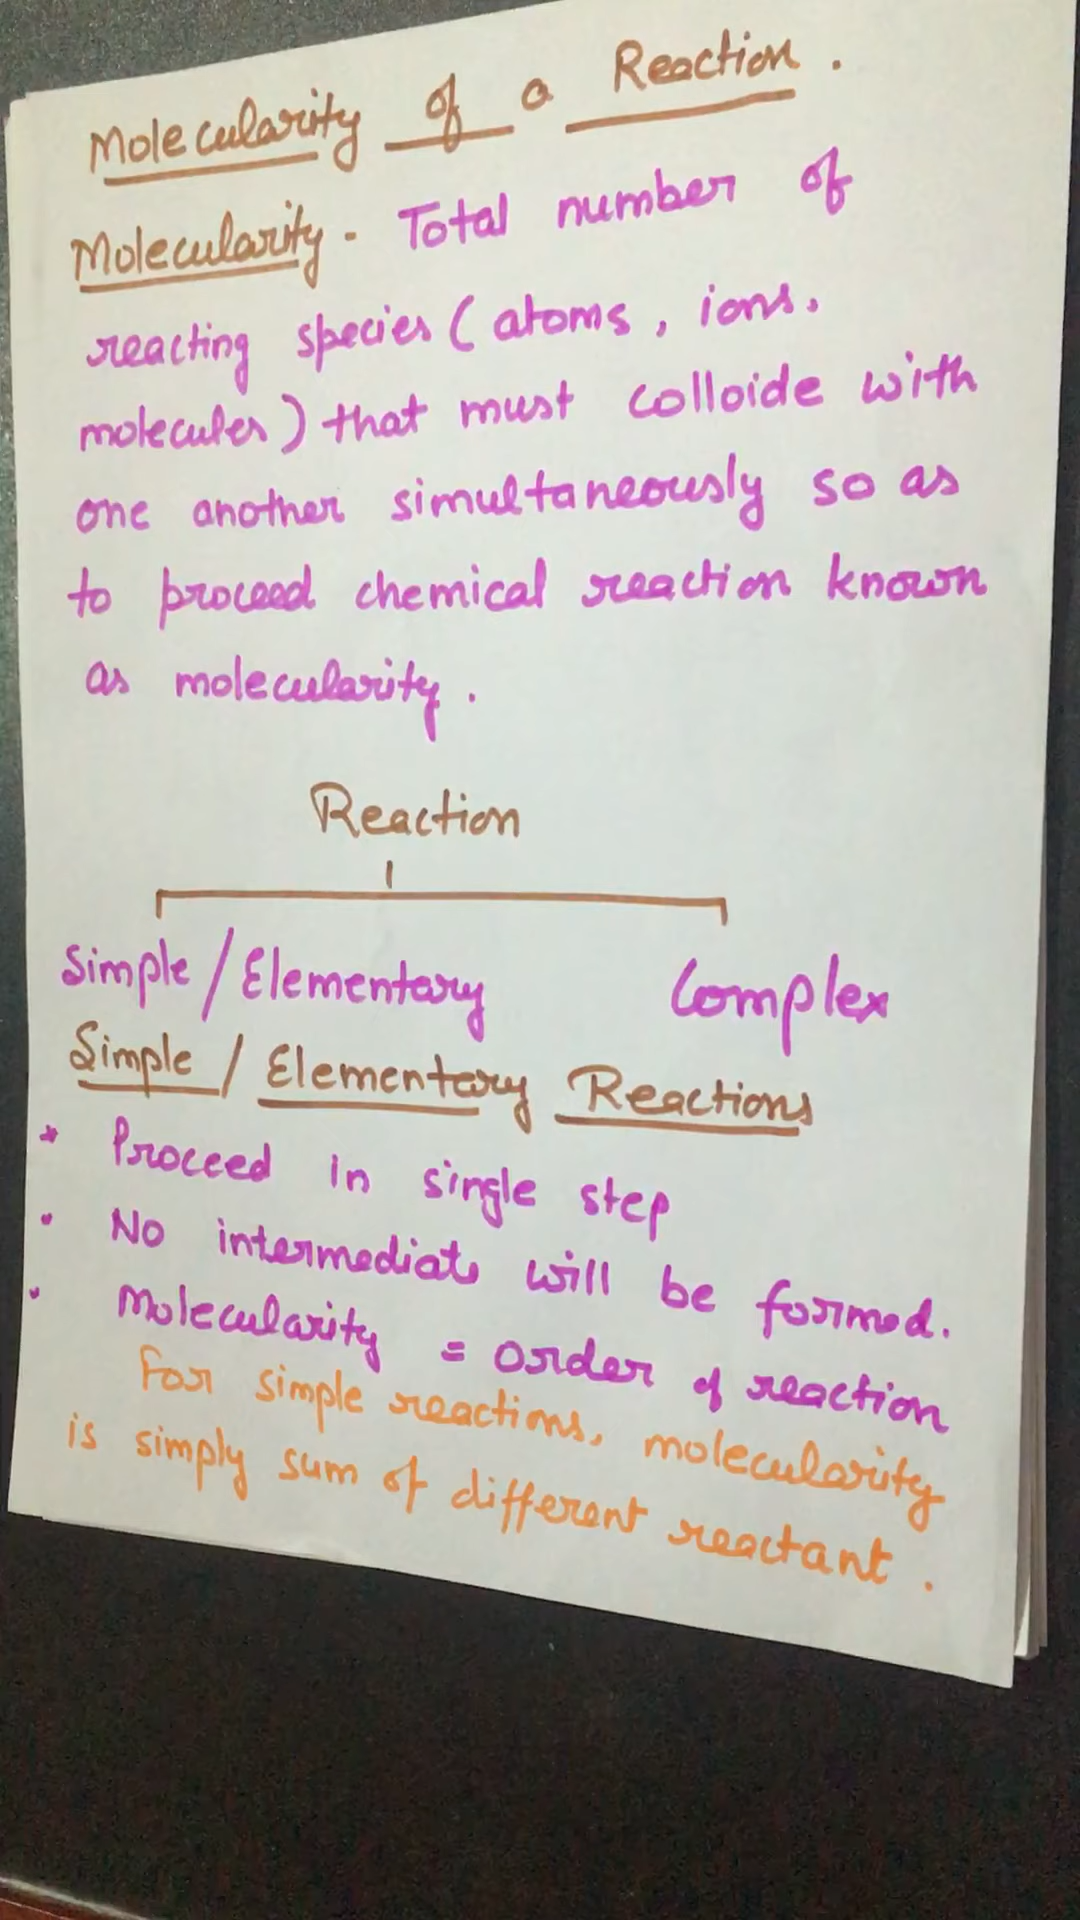 Molecularity of a Reaction.
Molecularity - Total number of
reacting species (atoms, ions,
molecules) that must colloide with
one another simultaneously so as
to proceed chemical reaction known
as molecularity.
Reaction
Simple / Elementary Complex
Simple / Elementary Reactions
* Proceed in single step
• No intermediate will be formed.
• Molecularity = order of reaction
For simple reactions, molecularity
is simply sum of different reactant.